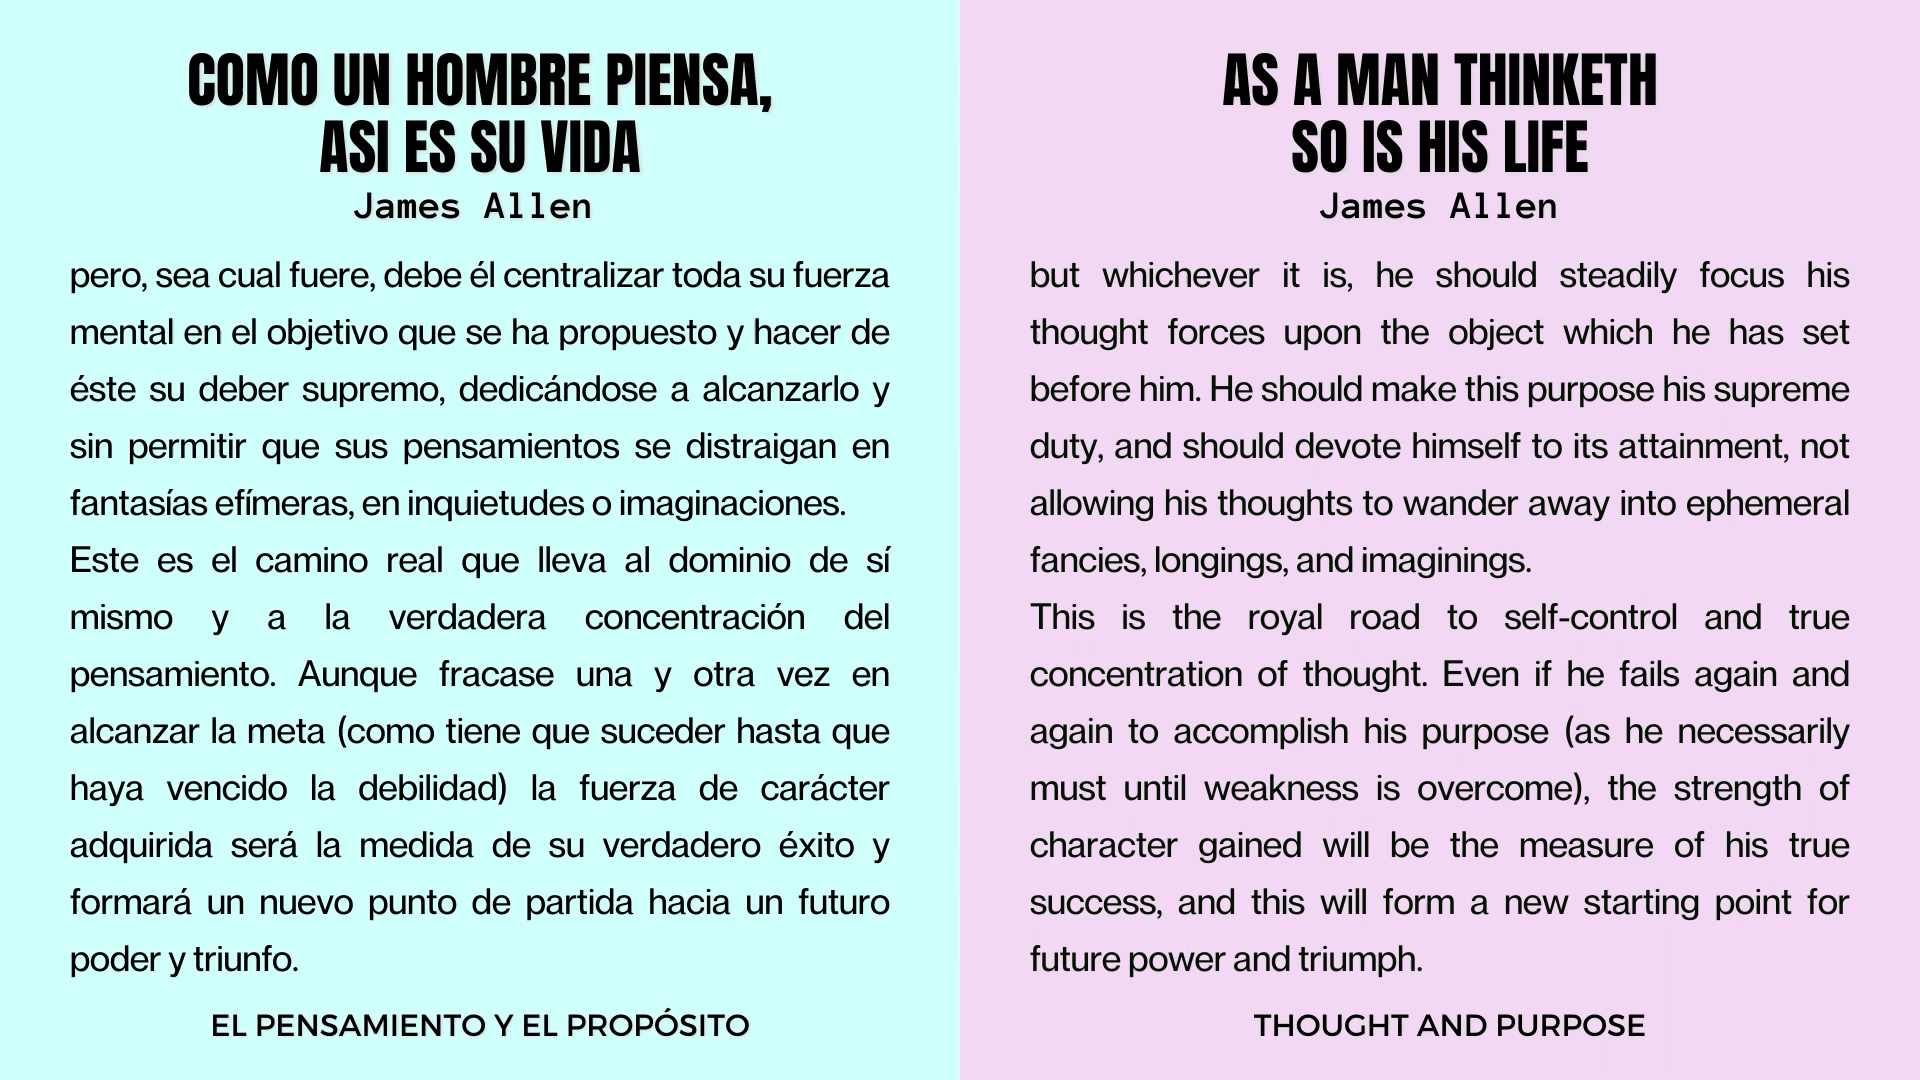 COMO UN HOMBRE PIENSA,
ASI ES SU VIDA
James Allen
pero, sea cual fuere, debe él centralizar toda su fuerza
mental en el objetivo que se ha propuesto y hacer de
éste su deber supremo, dedicándose a alcanzarlo y
sin permitir que sus pensamientos se distraigan en
fantasías efímeras, en inquietudes o imaginaciones.
Este es el camino real que lleva al dominio de sí
mismo y a la verdadera concentración del
pensamiento. Aunque fracase una y otra vez en
alcanzar la meta (como tiene que suceder hasta que
haya vencido la debilidad) la fuerza de carácter
adquirida será la medida de su verdadero éxito y
formará un nuevo punto de partida hacia un futuro
poder y triunfo.
EL PENSAMIENTO Y EL PROPÓSITO
AS A MAN THINKETH
SO IS HIS LIFE
James Allen
but whichever it is, he should steadily focus his
thought forces upon the object which he has set
before him. He should make this purpose his supreme
duty, and should devote himself to its attainment, not
allowing his thoughts to wander away into ephemeral
fancies, longings, and imaginings.
This is the royal road to self-control and true
concentration of thought. Even if he fails again and
again to accomplish his purpose (as he necessarily
must until weakness is overcome), the strength of
character gained will be the measure of his true
success, and this will form a new starting point for
future power and triumph.
THOUGHT AND PURPOSE